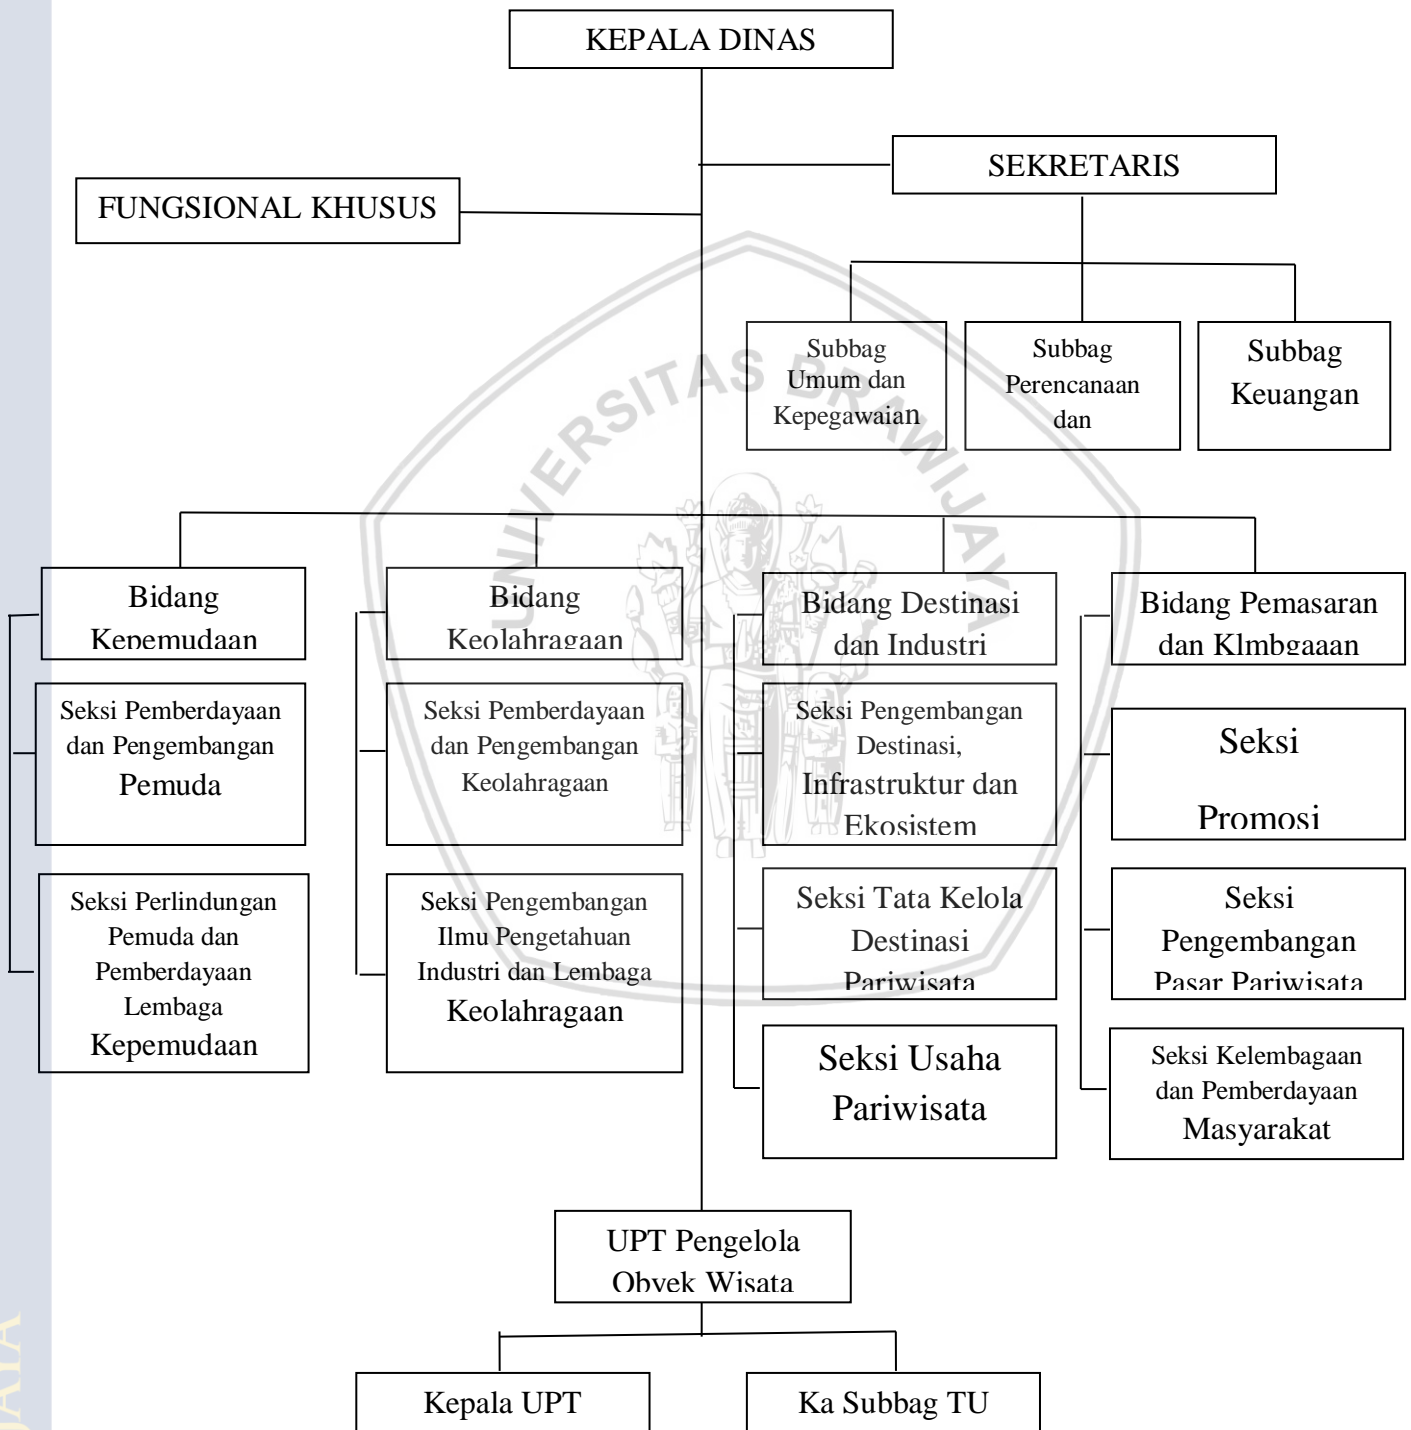 KEPALA DINAS
SEKRETARIS
FUNGSIONAL KHUSUS
Subbag
Umum dan
Kepegawaian
Subbag
Perencanaan
dan
Subbag
Keuangan
UNIVERSITAS BRAWIJAYA
Bidang
Kepemudaan
Bidang
Keolahragaan
Bidang Destinasi
dan Industri
Bidang Pemasaran
dan Klmbgaaan
Seksi Pemberdayaan
dan Pengembangan
Pemuda
Seksi Pemberdayaan
dan Pengembangan
Keolahragaan
Seksi Pengembangan
Destinasi,
Infrastruktur dan
Ekosistem
Seksi
Promosi
Seksi Perlindungan
Pemuda dan
Pemberdayaan
Lembaga
Kepemudaan
Seksi Pengembangan
Ilmu Pengetahuan
Industri dan Lembaga
Keolahragaan
Seksi Tata Kelola
Destinasi
Pariwisata
Seksi
Pengembangan
Pasar Pariwisata
Seksi Usaha
Pariwisata
Seksi Kelembagaan
dan Pemberdayaan
Masyarakat
UPT Pengelola
Obyek Wisata
Kepala UPT
Ka Subbag TU